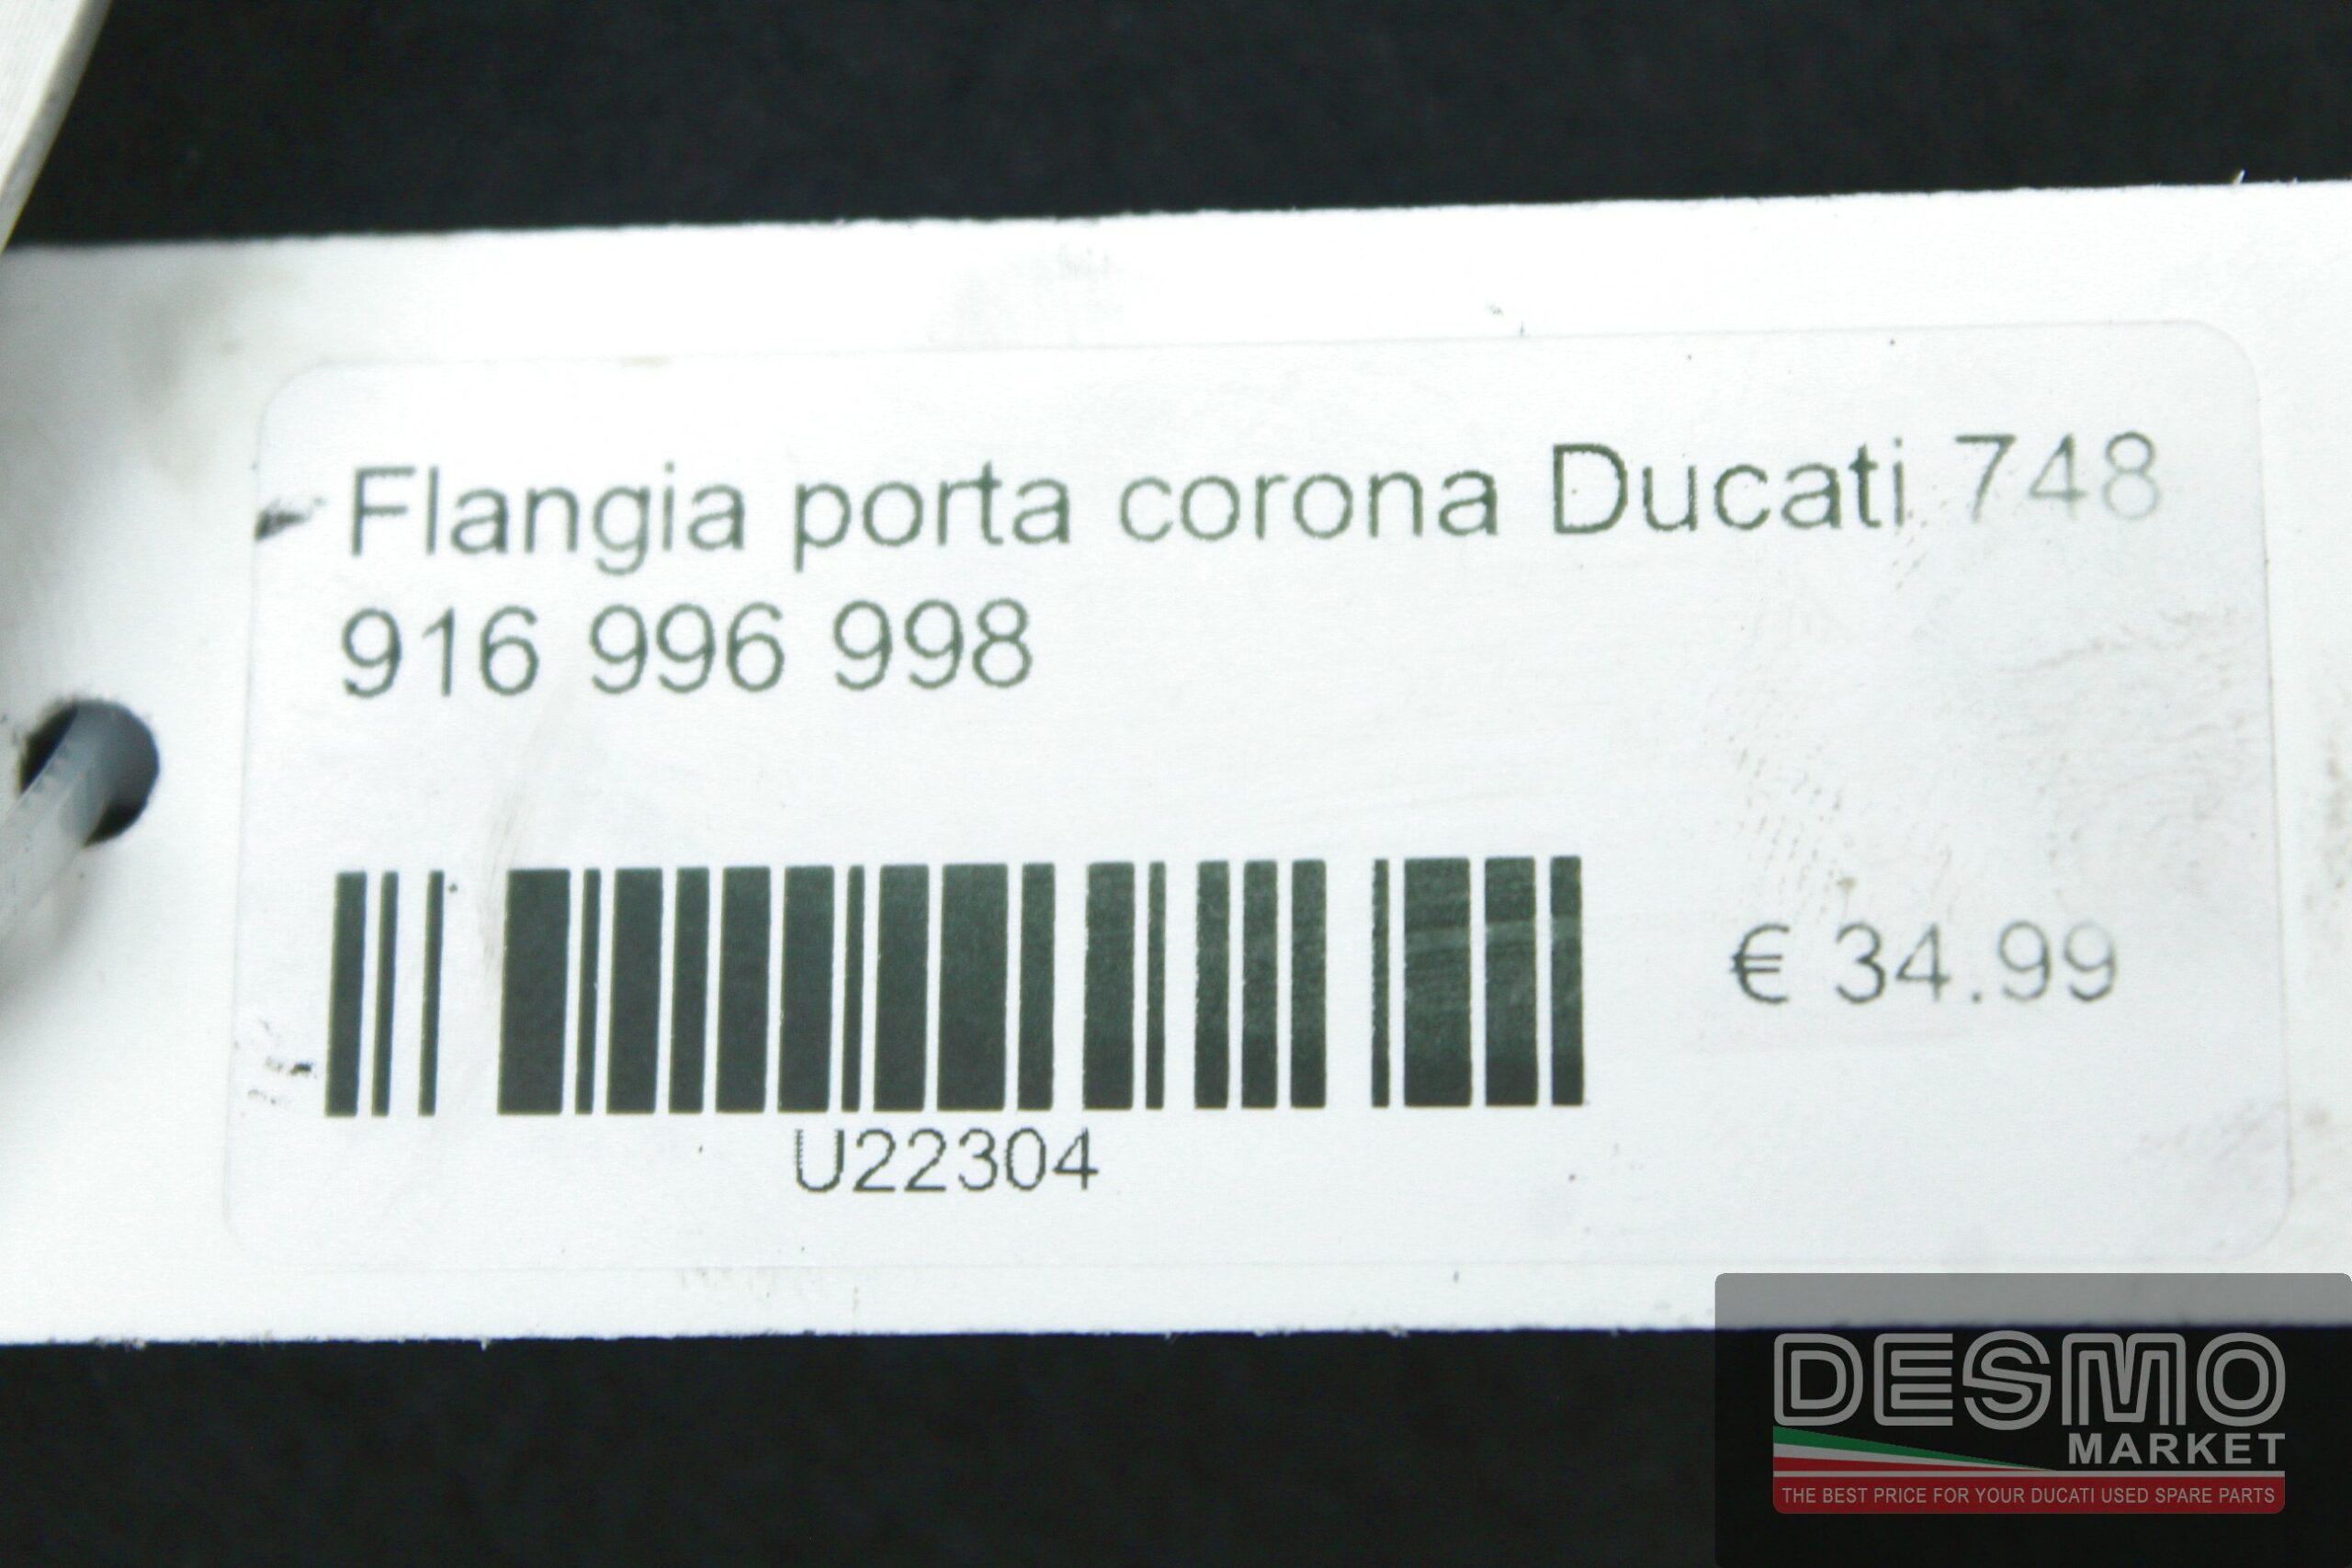 Flangia porta corona Ducati 748
916 996 998
€ 34.99
U22304
DESMO
MARKET
THE BEST PRICE FOR YOUR DUCATI USED SPARE PARTS